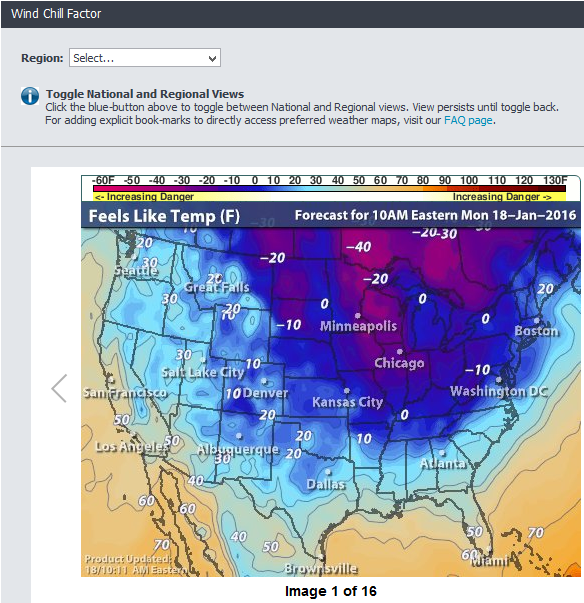 Wind Chill Factor
Region: Select...
Toggle National and Regional Views
Click the blue-button above to toggle between National and Regional views. View persists until toggle back.
For adding explicit book-marks to directly access preferred weather maps, visit our FAQ page.
-60F -50 -40 -30 -20 -10 0 10 20 30 40 50 60 70 80 90 100 110 120 130F
<- Increasing Danger Increasing Danger ->
Feels Like Temp (F) Forecast for 10AM Eastern Mon 18-Jan-2016
10 -20 -30
20 -40
30 -20
Seattle
20 -20
Great Falls 20
30 0 0
20
10 -10 Minneapolis 0
Boston
30 10 Chicago -10
Salt Lake City
San Francisco 10 Denver Kansas City Washington DC
50 20 0
Los Angeles 50 20 10
Albuquerque 20 Atlanta
30
40 Dallas
60 60 50 70
70 40 50 60 Miami
Product Updated:
18/10:11 AM Eastern Brownsville
Image 1 of 16